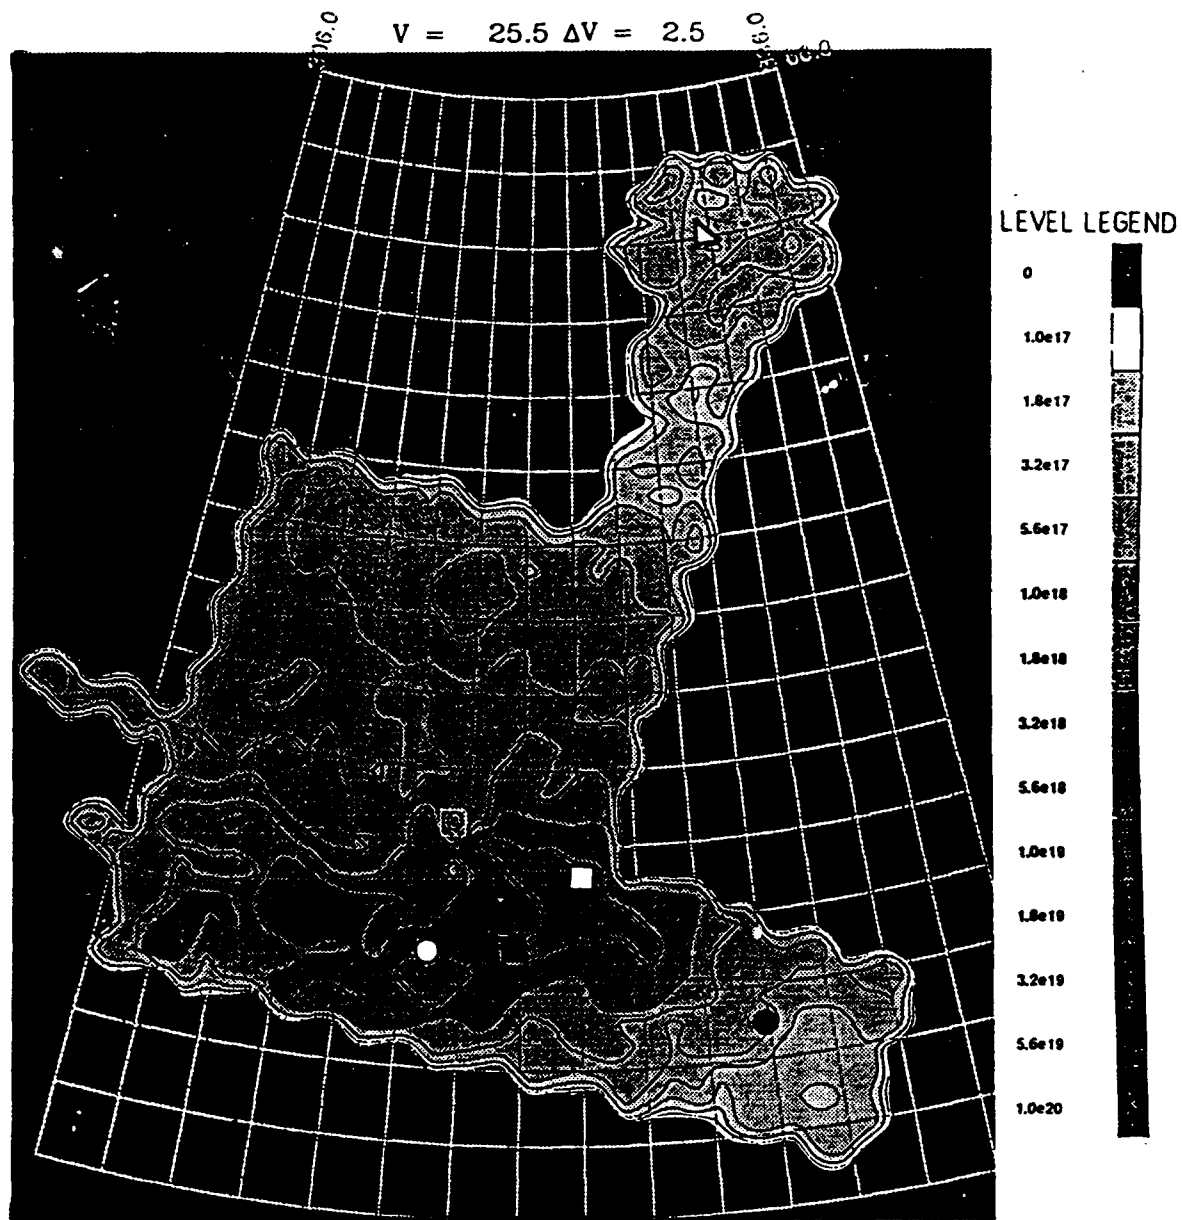 V = 25.5 ΔV = 2.5
LEVEL LEGEND
0
1.0e17
1.8e17
3.2e17
5.6e17
1.0e18
1.8e18
3.2e18
5.6e18
1.0e19
1.8e19
3.2e19
5.6e19
1.0e20